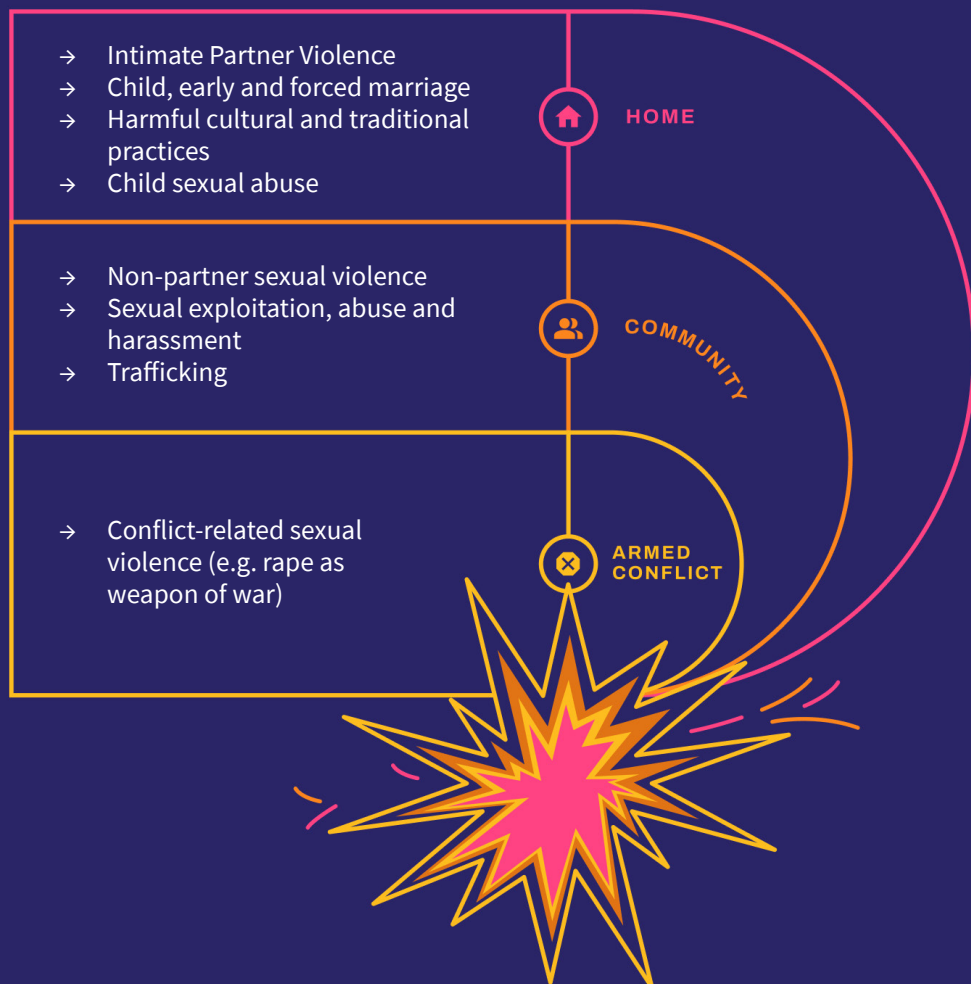 → Intimate Partner Violence
→ Child, early and forced marriage
→ Harmful cultural and traditional
practices
→ Child sexual abuse
HOME
→ Non-partner sexual violence
→ Sexual exploitation, abuse and
harassment
→ Trafficking
COMMUNITY
→ Conflict-related sexual
violence (e.g. rape as
weapon of war)
ARMED
CONFLICT